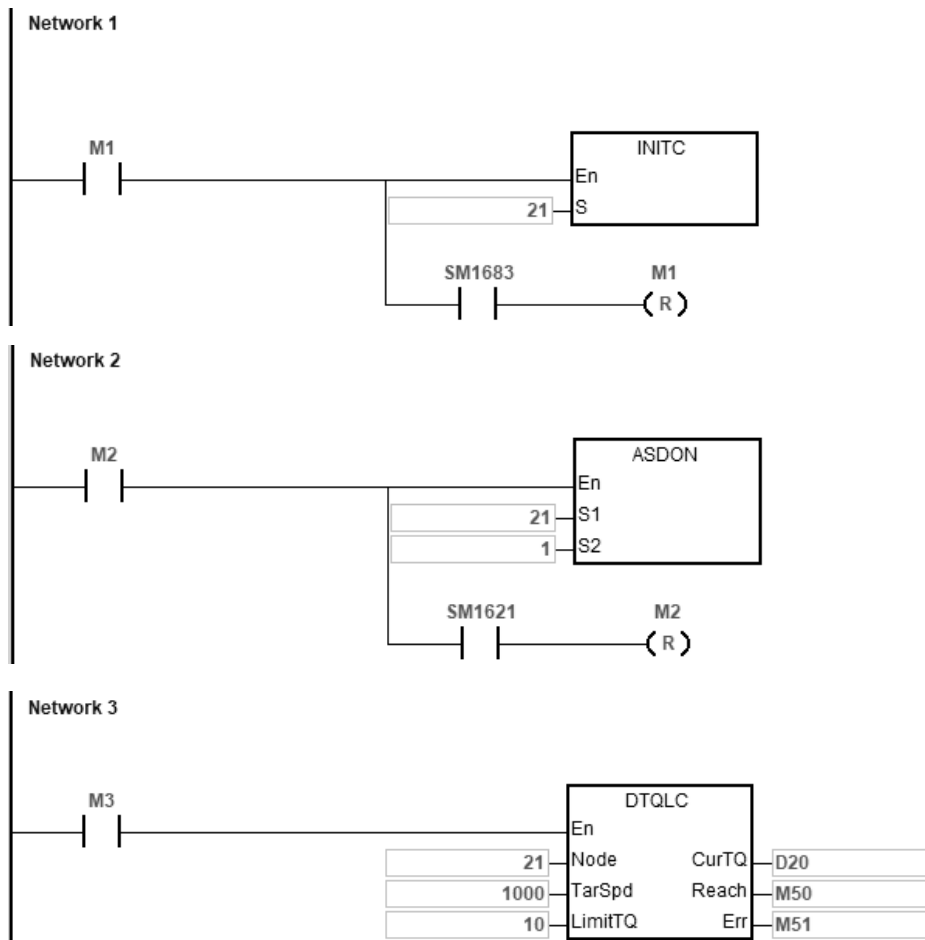 Network 1
M1
INITC
En
21 S
SM1683 M1
R
Network 2
M2
ASDON
En
21 S1
1 S2
SM1621 M2
R
Network 3
M3
DTQLC
En
21 Node CurTQ D20
1000 TarSpd Reach M50
10 LimitTQ Err M51